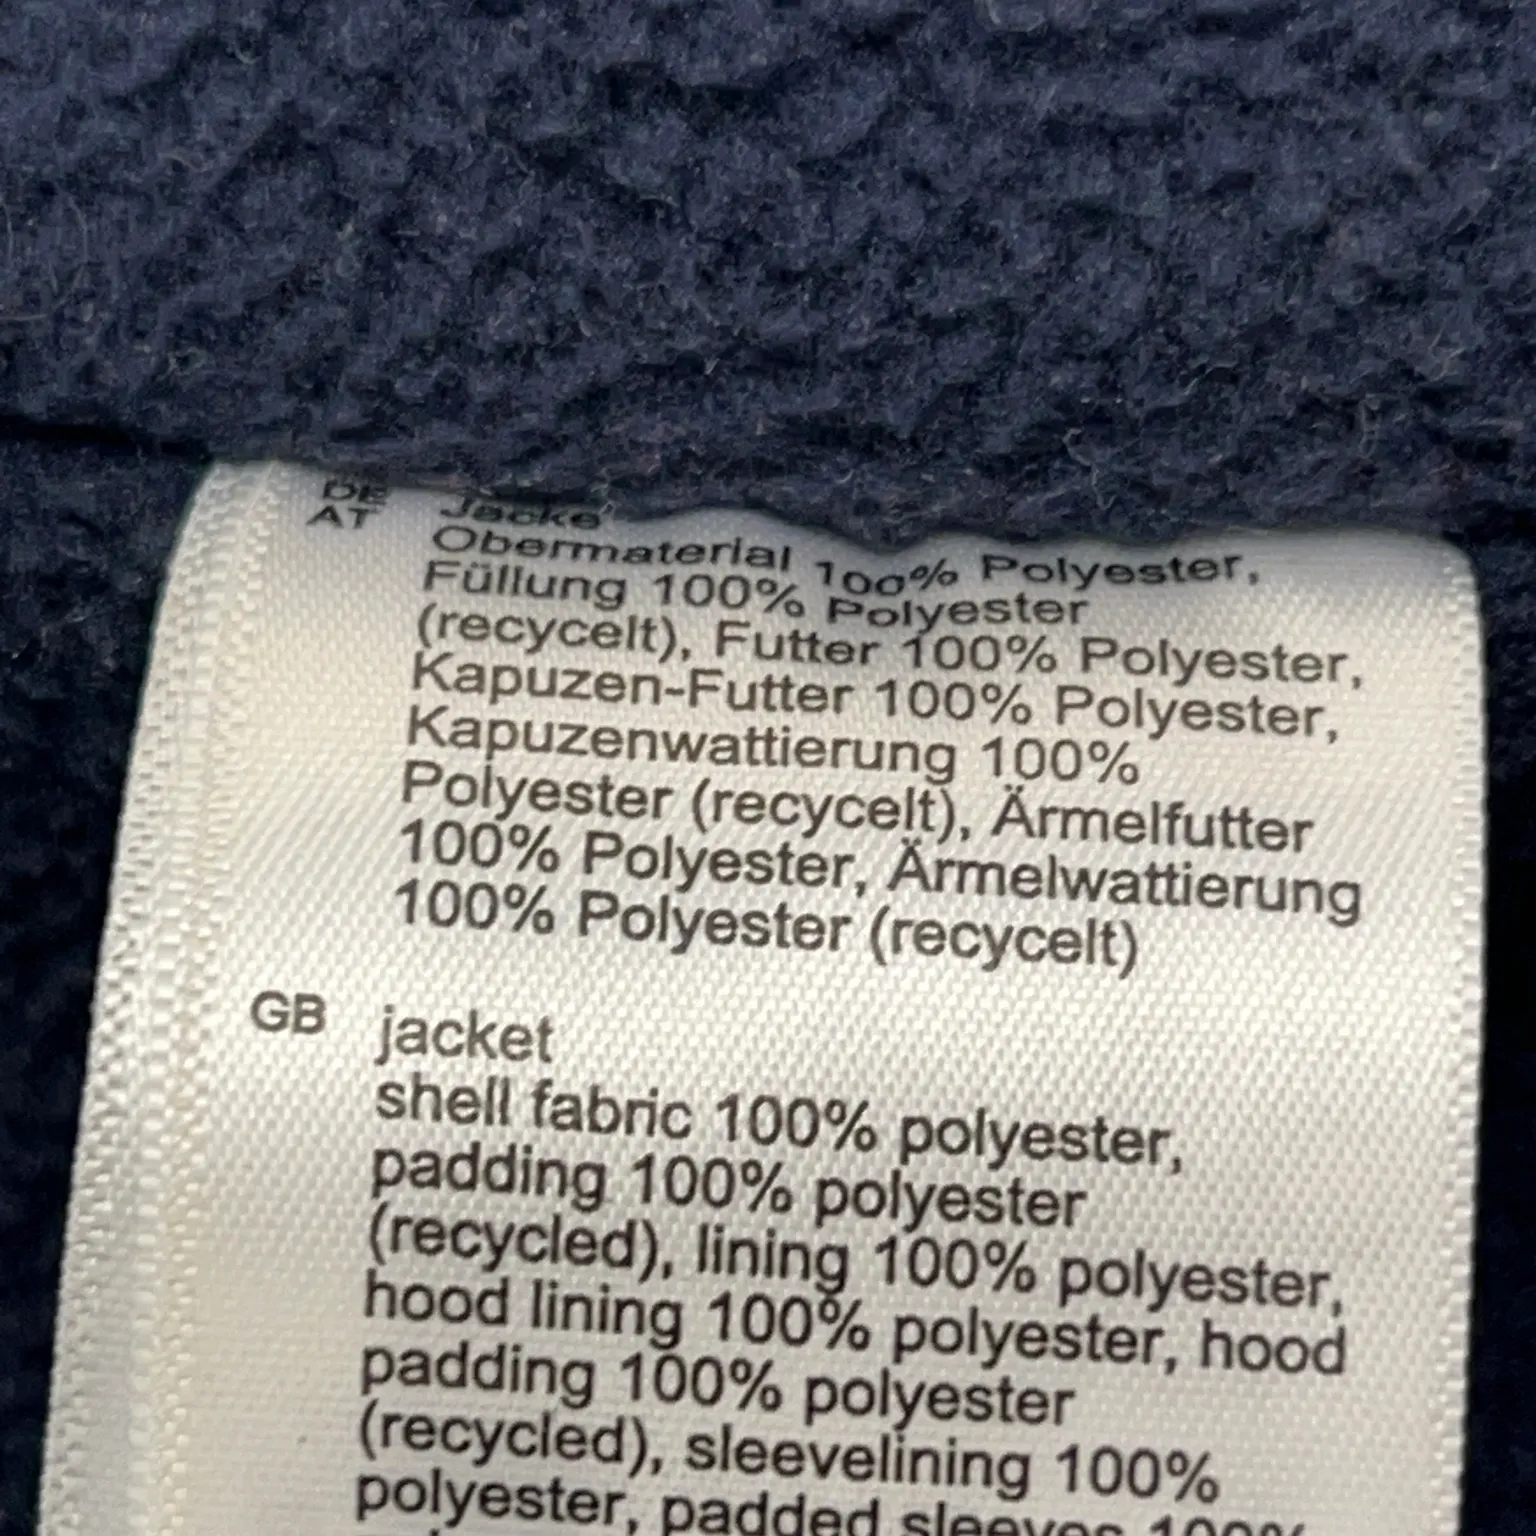 DE
AT
Jacke
Obermaterial 100% Polyester,
Füllung 100% Polyester
(recycelt), Futter 100% Polyester,
Kapuzen-Futter 100% Polyester,
Kapuzenwattierung 100%
Polyester (recycelt), Ärmelfutter
100% Polyester, Ärmelwattierung
100% Polyester (recycelt)
GB jacket
shell fabric 100% polyester,
padding 100% polyester
(recycled), lining 100% polyester,
hood lining 100% polyester, hood
padding 100% polyester
(recycled), sleevelining 100%
polyester, padded sleeves 100%